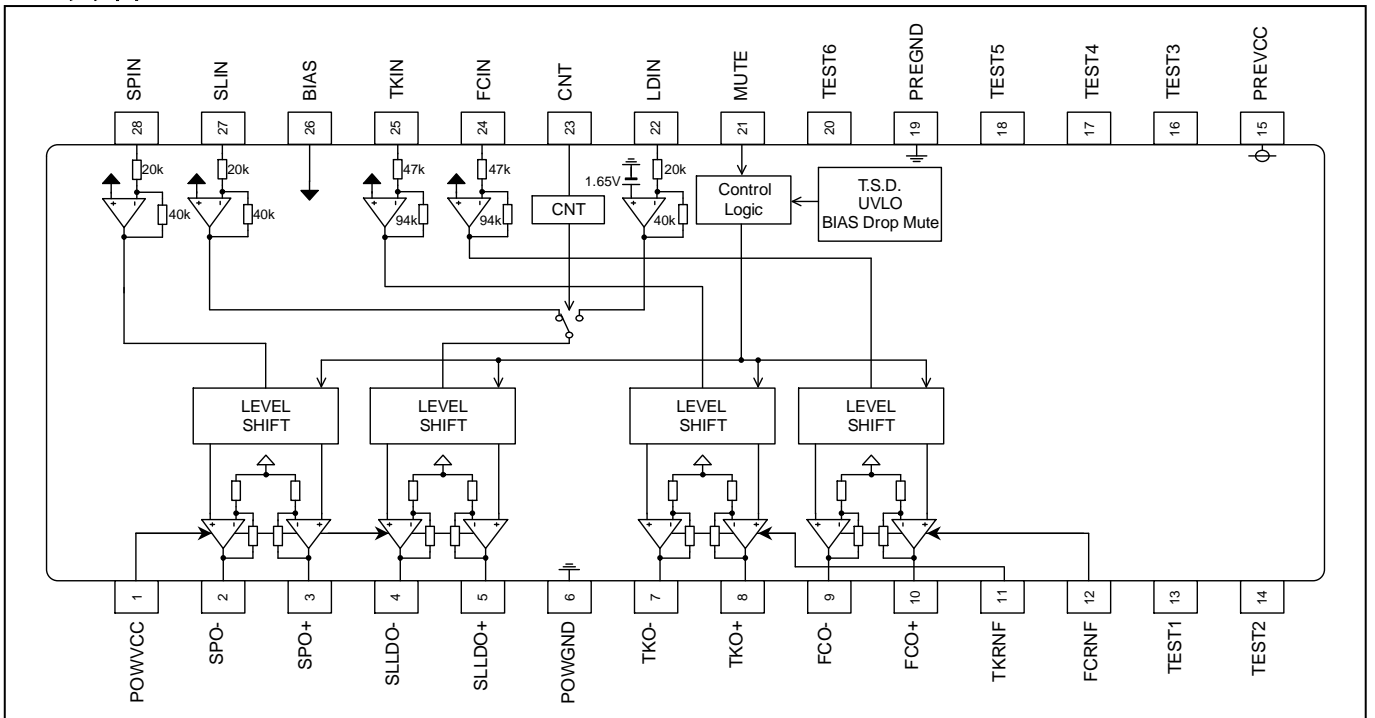 SPIN
SLIN
BIAS
TKIN
FCIN
CNT
LDIN
MUTE
TEST6
PREGND
TEST5
TEST4
TEST3
PREVCC
28
27
26
25
24
23
22
21
20
19
18
17
16
15
20k
20k
47k
47k
1.65V
20k
40k
40k
94k
94k
40k
CNT
Control
Logic
T.S.D.
UVLO
BIAS Drop Mute
LEVEL
SHIFT
LEVEL
SHIFT
LEVEL
SHIFT
LEVEL
SHIFT
1
2
3
4
5
6
7
8
9
10
11
12
13
14
POWVCC
SPO-
SPO+
SLLDO-
SLLDO+
POWGND
TKO-
TKO+
FCO-
FCO+
TKRNF
FCRNF
TEST1
TEST2